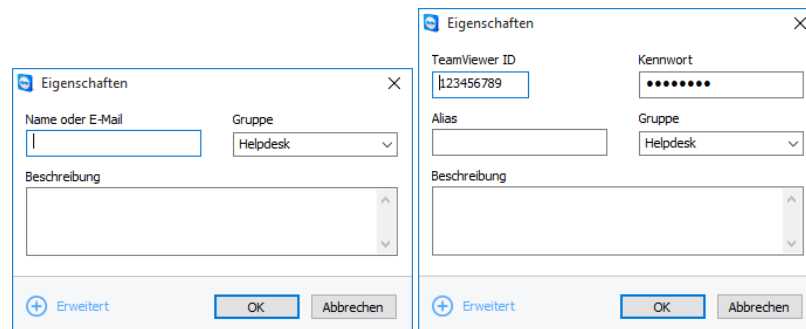 Eigenschaften
Name oder E-Mail
Gruppe
Helpdesk
Beschreibung
Erweitert
OK
Abbrechen
Eigenschaften
TeamViewer ID
Kennwort
123456789
••••••••
Alias
Gruppe
Helpdesk
Beschreibung
Erweitert
OK
Abbrechen